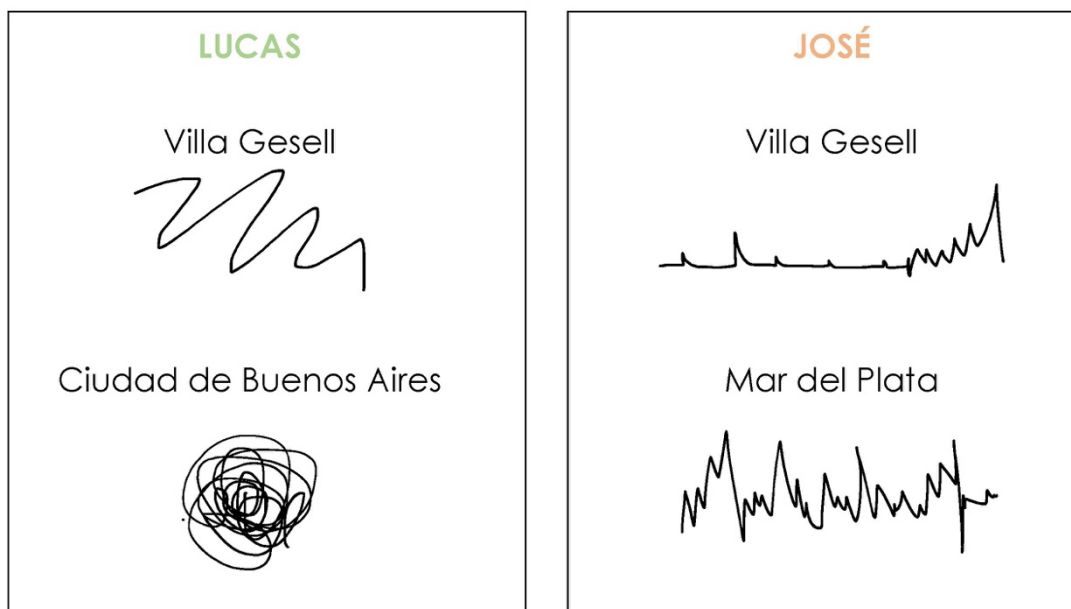 LUCAS
Villa Gesell
Ciudad de Buenos Aires
JOSÉ
Villa Gesell
Mar del Plata